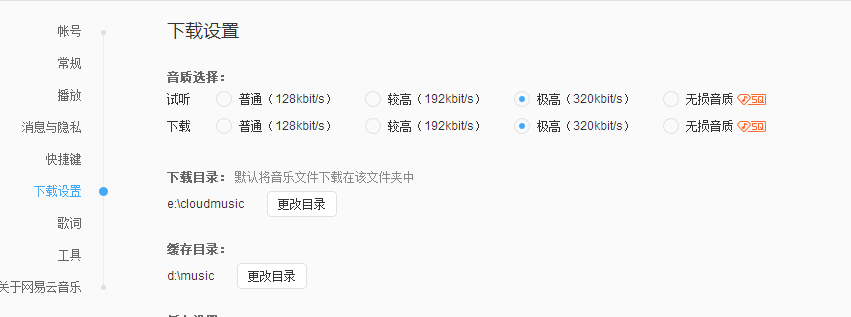 下载设置
帐号
常规
播放
消息与隐私
快捷键
下载设置
歌词
工具
关于网易云音乐
音质选择：
试听 普通（128kbit/s） 较高（192kbit/s） 极高（320kbit/s） 无损音质 SQ
下载 普通（128kbit/s） 较高（192kbit/s） 极高（320kbit/s） 无损音质 SQ
下载目录： 默认将音乐文件下载在该文件夹中
e:\cloudmusic 更改目录
缓存目录：
d:\music 更改目录